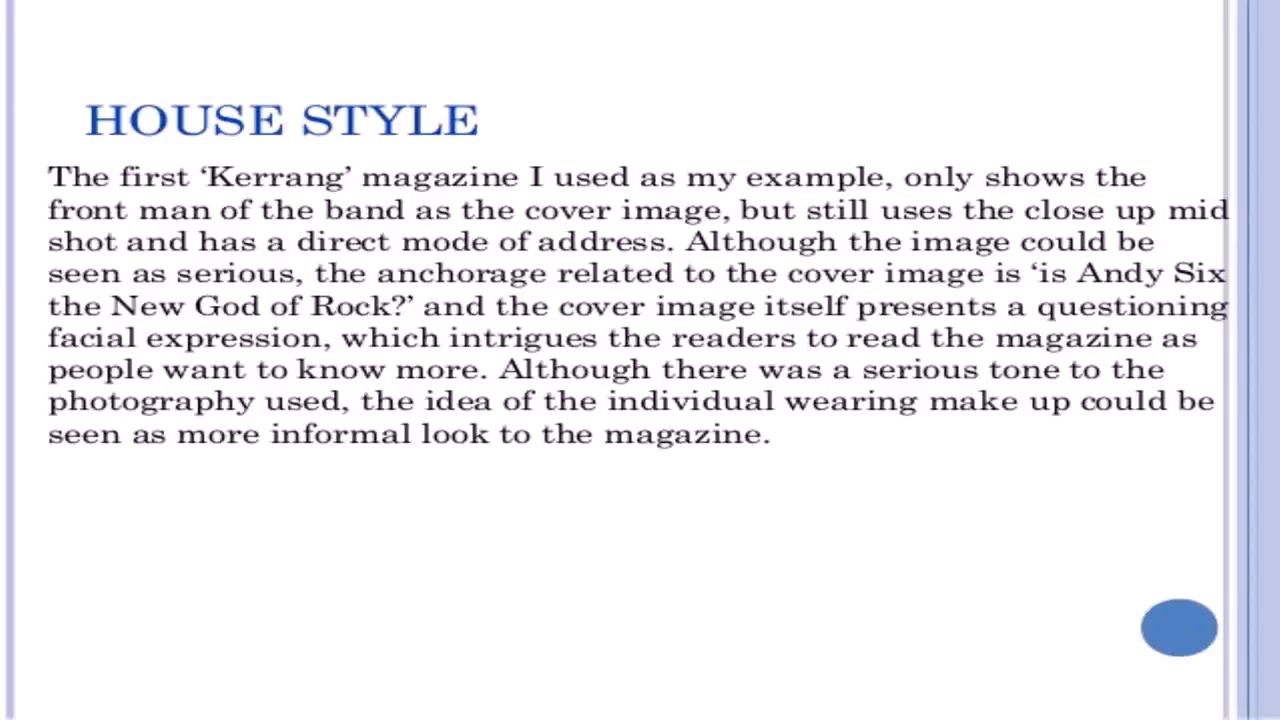 HOUSE STYLE
The first ‘Kerrang’ magazine I used as my example, only shows the
front man of the band as the cover image, but still uses the close up mid
shot and has a direct mode of address. Although the image could be
seen as serious, the anchorage related to the cover image is ‘is Andy Six
the New God of Rock?’ and the cover image itself presents a questioning
facial expression, which intrigues the readers to read the magazine as
people want to know more. Although there was a serious tone to the
photography used, the idea of the individual wearing make up could be
seen as more informal look to the magazine.